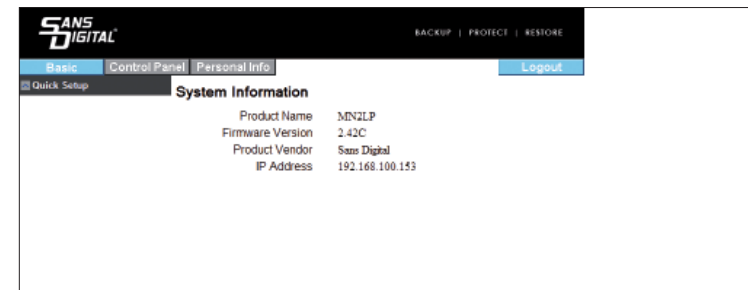 SANS DIGITAL
BACKUP | PROTECT | RESTORE
Basic Control Panel Personal Info Logout
Quick Setup
System Information
Product Name MN2LP
Firmware Version 2.42C
Product Vendor Sans Digital
IP Address 192.168.100.153